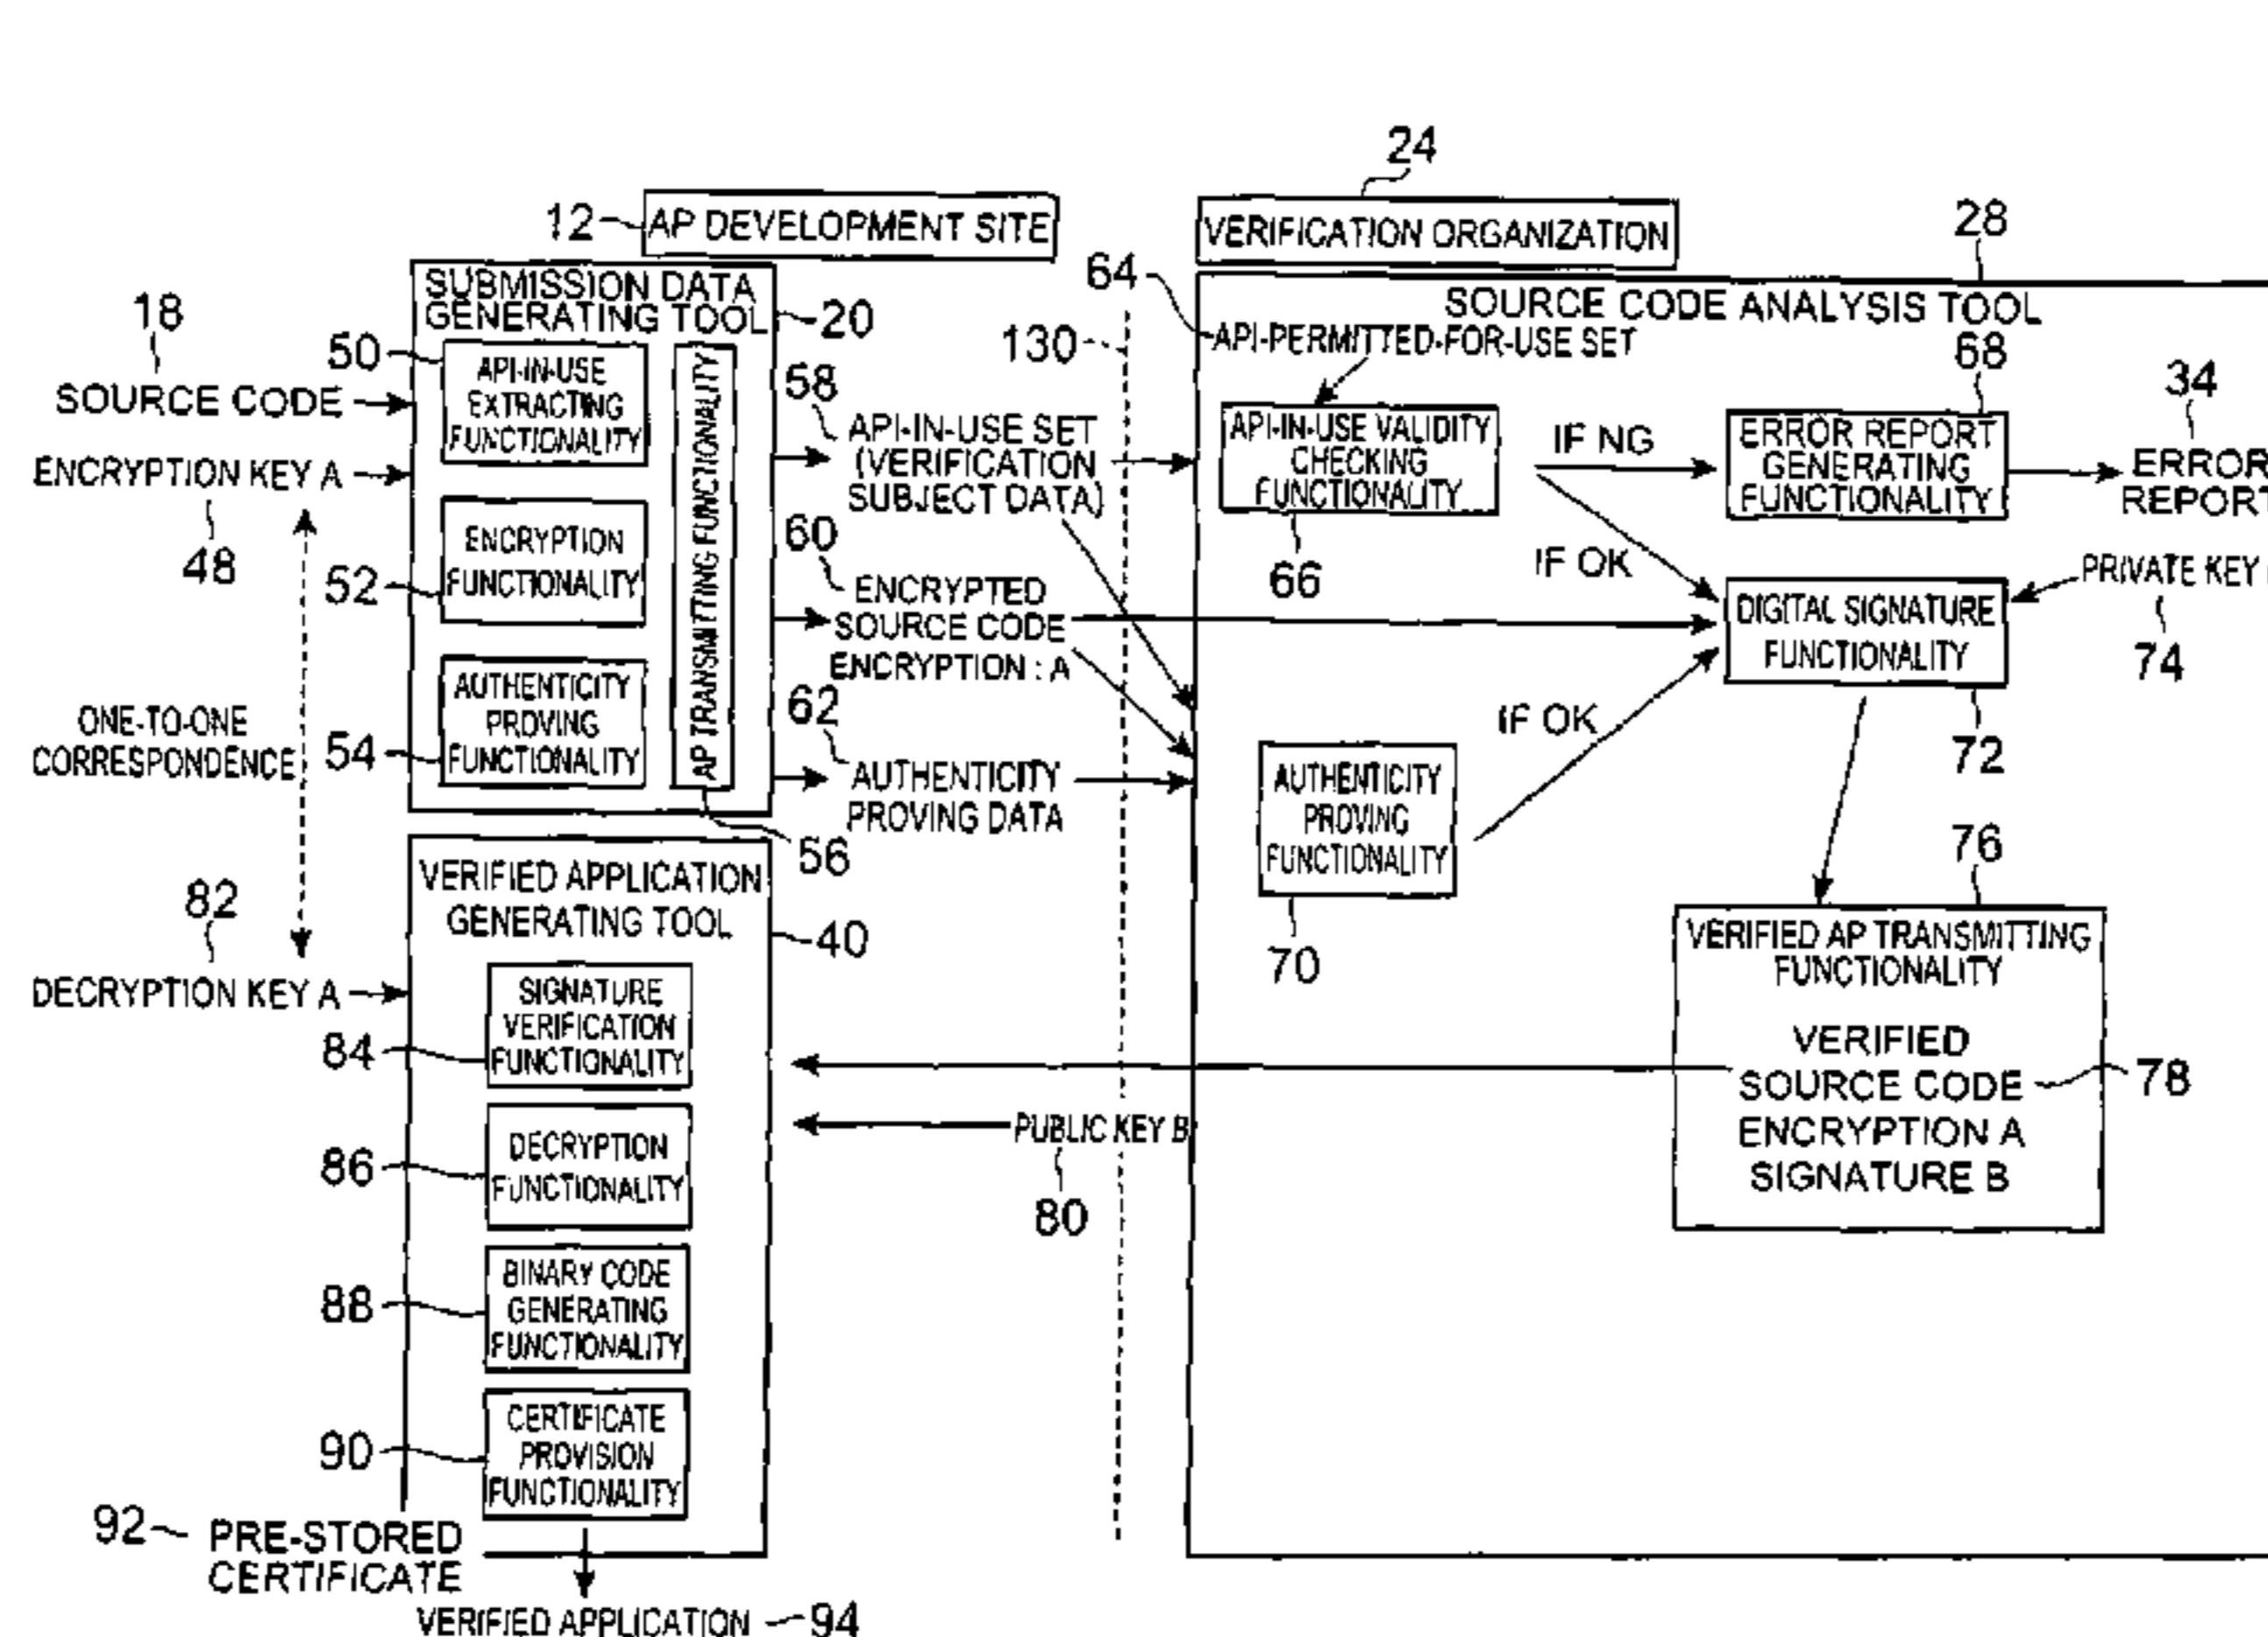 24
12
AP DEVELOPMENT SITE
VERIFICATION ORGANIZATION
28
64
SUBMISSION DATA
GENERATING TOOL
20
18
SOURCE CODE
ENCRYPTION KEY A
48
50
API-IN-USE
EXTRACTING
FUNCTIONALITY
52
ENCRYPTION
FUNCTIONALITY
54
AUTHENTICITY
PROVING
FUNCTIONALITY
AP TRANSMITTING FUNCTIONALITY
56
58
API-IN-USE SET
(VERIFICATION
SUBJECT DATA)
60
ENCRYPTED
SOURCE CODE
ENCRYPTION : A
62
AUTHENTICITY
PROVING DATA
130
SOURCE CODE ANALYSIS TOOL
API-PERMITTED-FOR-USE SET
API-IN-USE VALIDITY
CHECKING
FUNCTIONALITY
66
IF NG
IF OK
68
ERROR REPORT
GENERATING
FUNCTIONALITY
34
ERROR
REPORT
PRIVATE KEY
74
DIGITAL SIGNATURE
FUNCTIONALITY
72
IF OK
AUTHENTICITY
PROVING
FUNCTIONALITY
70
76
VERIFIED AP TRANSMITTING
FUNCTIONALITY
VERIFIED
SOURCE CODE
ENCRYPTION A
SIGNATURE B
78
ONE-TO-ONE
CORRESPONDENCE
82
DECRYPTION KEY A
VERIFIED APPLICATION
GENERATING TOOL
40
84
SIGNATURE
VERIFICATION
FUNCTIONALITY
86
DECRYPTION
FUNCTIONALITY
88
BINARY CODE
GENERATING
FUNCTIONALITY
90
CERTIFICATE
PROVISION
FUNCTIONALITY
PUBLIC KEY B
80
92
PRE-STORED
CERTIFICATE
VERIFIED APPLICATION
94